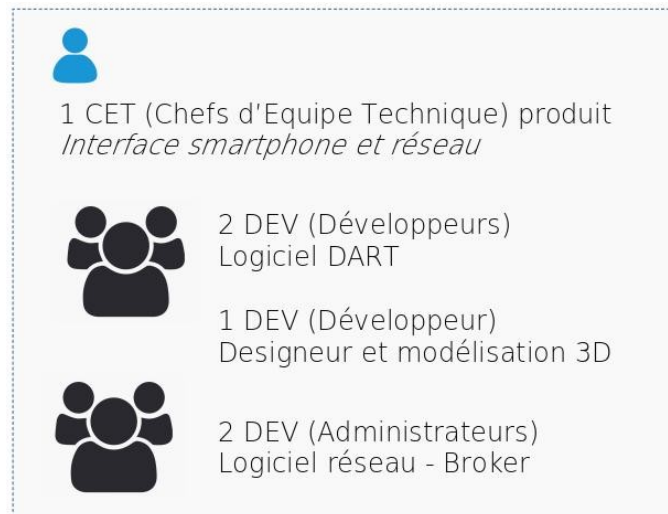 1 CET (Chefs d'Equipe Technique) produit
Interface smartphone et réseau
2 DEV (Développeurs)
Logiciel DART
1 DEV (Développeur)
Designeur et modélisation 3D
2 DEV (Administrateurs)
Logiciel réseau - Broker